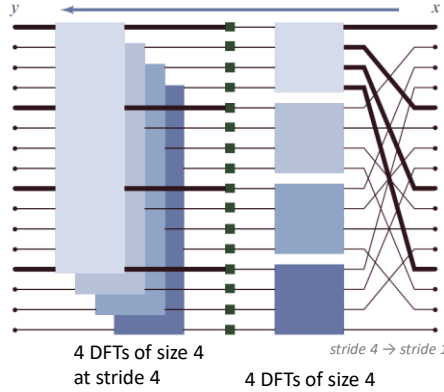 y x
4 DFTs of size 4
at stride 4
stride 4 → stride 1
4 DFTs of size 4